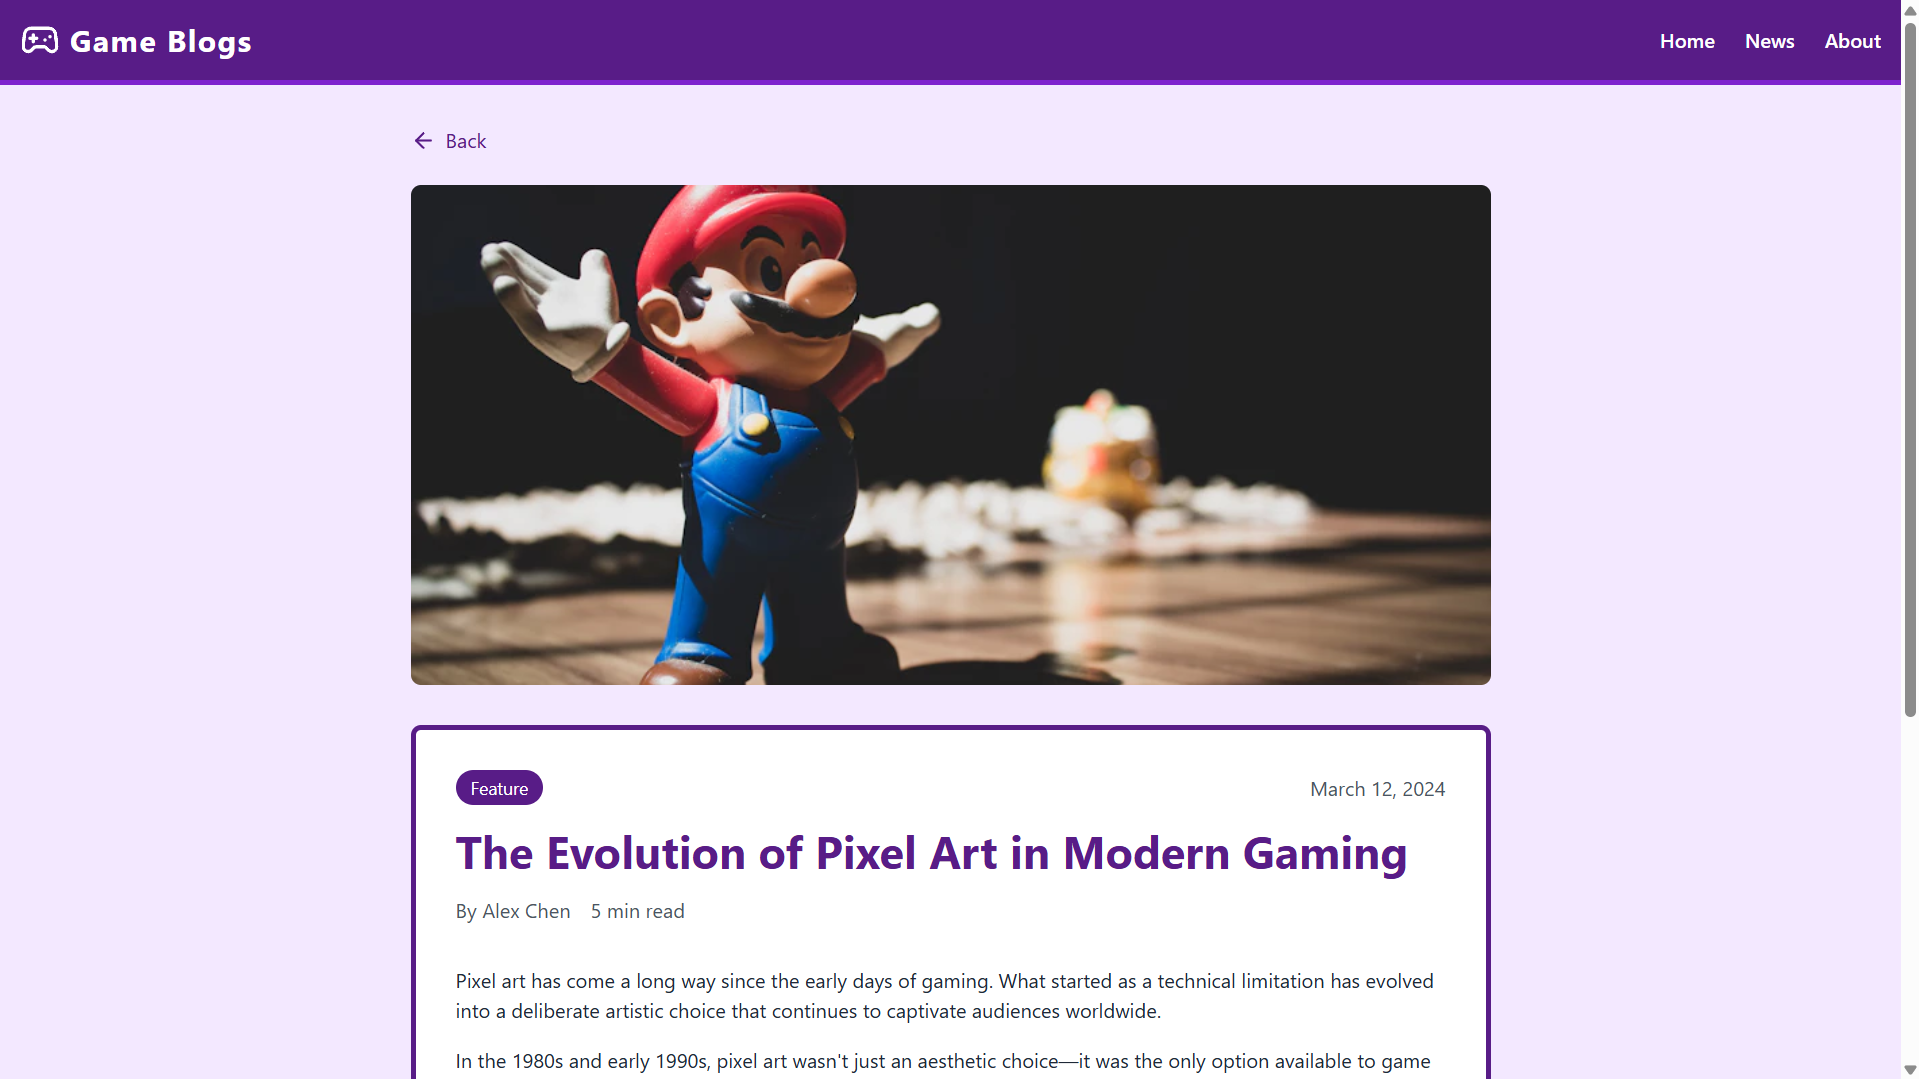 Game Blogs
Home News About
Back
Feature
March 12, 2024
The Evolution of Pixel Art in Modern Gaming
By Alex Chen 5 min read
Pixel art has come a long way since the early days of gaming. What started as a technical limitation has evolved
into a deliberate artistic choice that continues to captivate audiences worldwide.
In the 1980s and early 1990s, pixel art wasn't just an aesthetic choice—it was the only option available to game